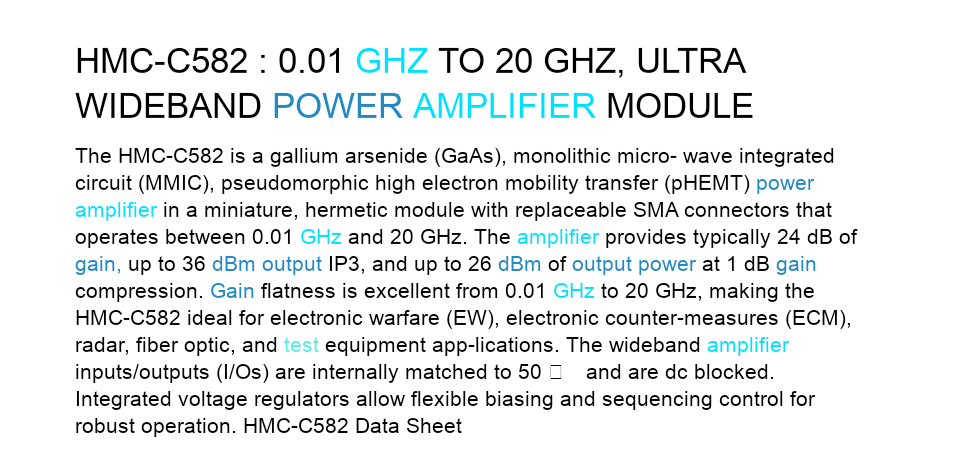 HMC-C582 : 0.01 GHZ TO 20 GHZ, ULTRA
WIDEBAND POWER AMPLIFIER MODULE
The HMC-C582 is a gallium arsenide (GaAs), monolithic micro- wave integrated
circuit (MMIC), pseudomorphic high electron mobility transfer (pHEMT) power
amplifier in a miniature, hermetic module with replaceable SMA connectors that
operates between 0.01 GHz and 20 GHz. The amplifier provides typically 24 dB of
gain, up to 36 dBm output IP3, and up to 26 dBm of output power at 1 dB gain
compression. Gain flatness is excellent from 0.01 GHz to 20 GHz, making the
HMC-C582 ideal for electronic warfare (EW), electronic counter-measures (ECM),
radar, fiber optic, and test equipment app-lications. The wideband amplifier
inputs/outputs (I/Os) are internally matched to 50 and are dc blocked.
Integrated voltage regulators allow flexible biasing and sequencing control for
robust operation. HMC-C582 Data Sheet